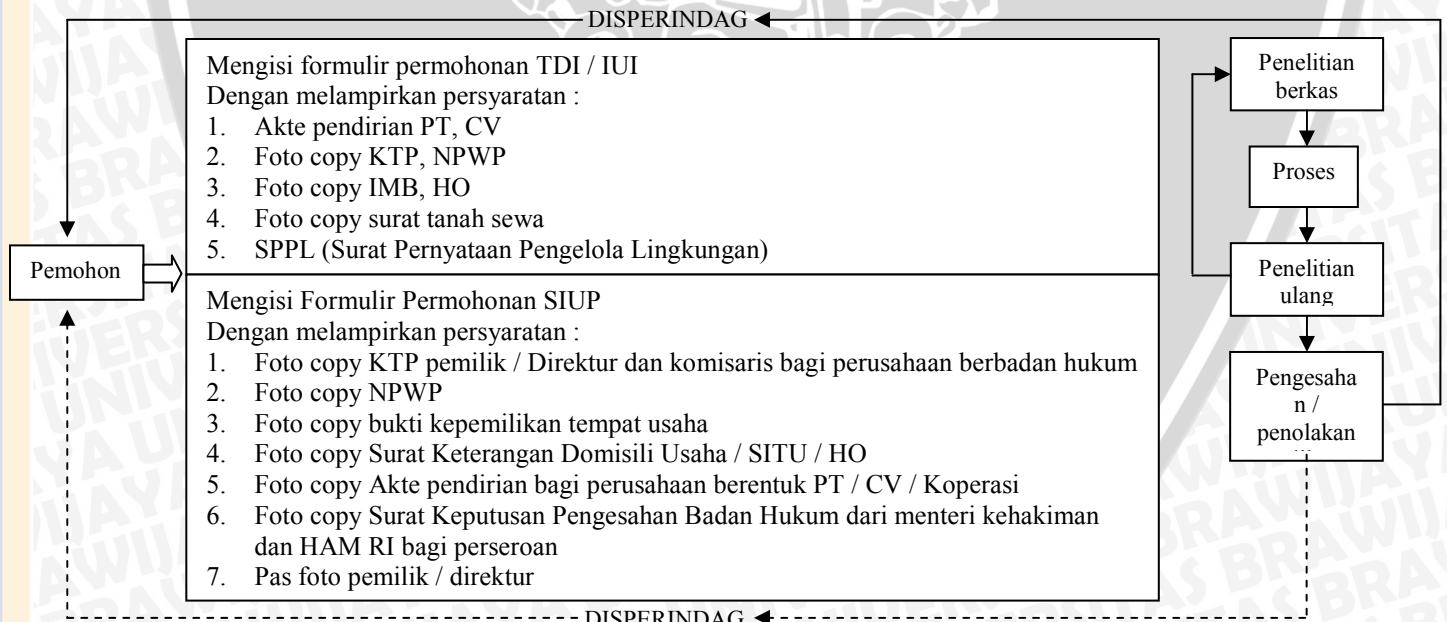 DISPERINDAG
Mengisi formulir permohonan TDI / IUI
Dengan melampirkan persyaratan :
1. Akte pendirian PT, CV
2. Foto copy KTP, NPWP
3. Foto copy IMB, HO
4. Foto copy surat tanah sewa
5. SPPL (Surat Pernyataan Pengelola Lingkungan)
Pemohon
Mengisi Formulir Permohonan SIUP
Dengan melampirkan persyaratan :
1. Foto copy KTP pemilik / Direktur dan komisaris bagi perusahaan berbadan hukum
2. Foto copy NPWP
3. Foto copy bukti kepemilikan tempat usaha
4. Foto copy Surat Keterangan Domisili Usaha / SITU / HO
5. Foto copy Akte pendirian bagi perusahaan berentuk PT / CV / Koperasi
6. Foto copy Surat Keputusan Pengesahan Badan Hukum dari menteri kehakiman
dan HAM RI bagi perseroan
7. Pas foto pemilik / direktur
Penelitian
berkas
Proses
Penelitian
ulang
Pengesaha
n /
penolakan
DISPERINDAG